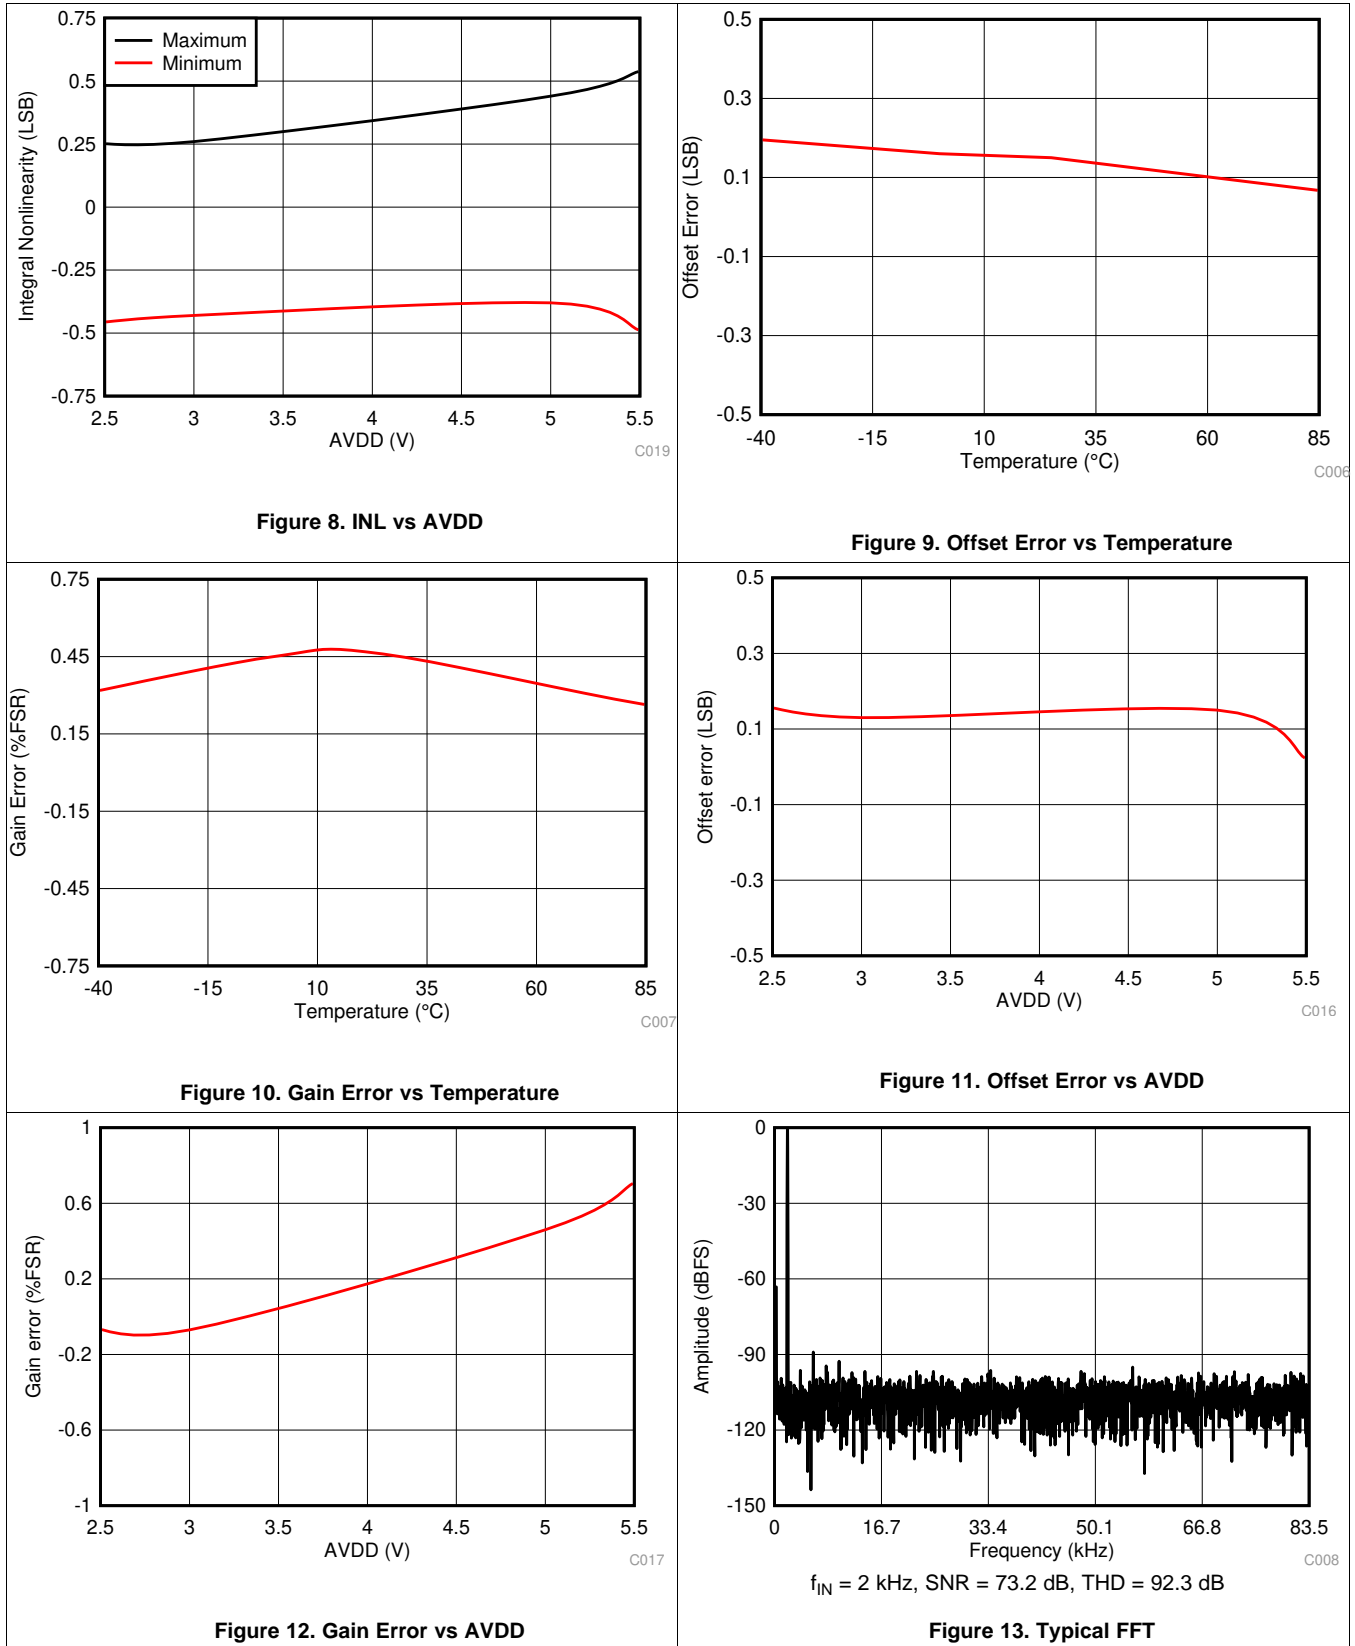 Maximum
Minimum
Integral Nonlinearity (LSB)
0.75
0.5
0.25
0
-0.25
-0.5
-0.75
2.5 3 3.5 4 4.5 5 5.5
AVDD (V)
C019
Figure 8. INL vs AVDD
Offset Error (LSB)
0.5
0.3
0.1
-0.1
-0.3
-0.5
-40 -15 10 35 60 85
Temperature (°C)
C006
Figure 9. Offset Error vs Temperature
Gain Error (%FSR)
0.75
0.45
0.15
-0.15
-0.45
-0.75
-40 -15 10 35 60 85
Temperature (°C)
C007
Figure 10. Gain Error vs Temperature
Offset error (LSB)
0.5
0.3
0.1
-0.1
-0.3
-0.5
2.5 3 3.5 4 4.5 5 5.5
AVDD (V)
C016
Figure 11. Offset Error vs AVDD
Gain error (%FSR)
1
0.6
0.2
-0.2
-0.6
-1
2.5 3 3.5 4 4.5 5 5.5
AVDD (V)
C017
Figure 12. Gain Error vs AVDD
Amplitude (dBFS)
0
-30
-60
-90
-120
-150
0 16.7 33.4 50.1 66.8 83.5
Frequency (kHz)
C008
fIN = 2 kHz, SNR = 73.2 dB, THD = 92.3 dB
Figure 13. Typical FFT